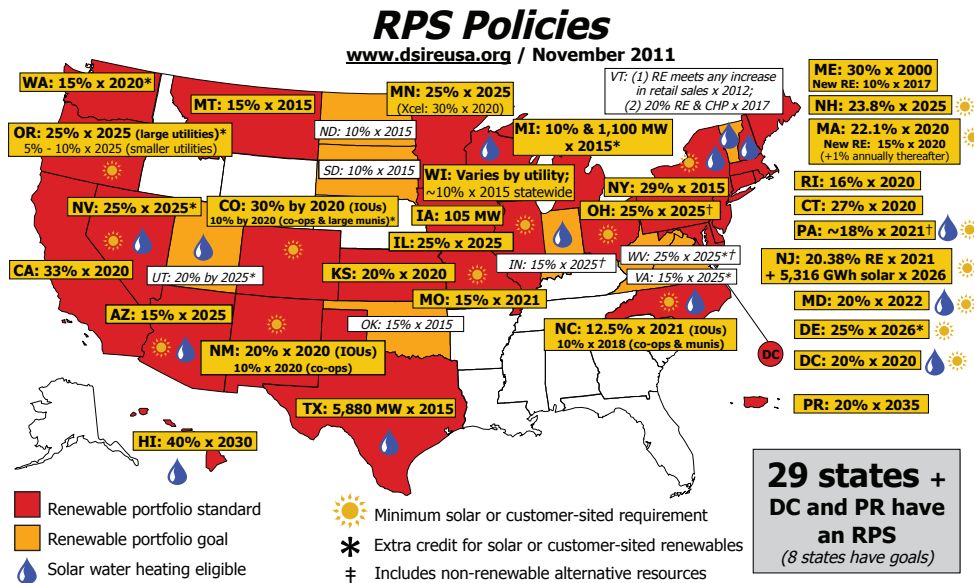 RPS Policies
www.dsireusa.org / November 2011
WA: 15% x 2020*
MT: 15% x 2015
MN: 25% x 2025
(Xcel: 30% x 2020)
VT: (1) RE meets any increase
in retail sales x 2012;
(2) 20% RE & CHP x 2017
ME: 30% x 2000
New RE: 10% x 2017
NH: 23.8% x 2025
OR: 25% x 2025 (large utilities)*
5% - 10% x 2025 (smaller utilities)
ND: 10% x 2015
MI: 10% & 1,100 MW
x 2015*
MA: 22.1% x 2020
New RE: 15% x 2020
(+1% annually thereafter)
SD: 10% x 2015
WI: Varies by utility;
~10% x 2015 statewide
NY: 29% x 2015
RI: 16% x 2020
NV: 25% x 2025*
CO: 30% by 2020 (IOUs)
10% by 2020 (co-ops & large munis)*
IA: 105 MW
OH: 25% x 2025†
CT: 27% x 2020
PA: ~18% x 2021†
IL: 25% x 2025
CA: 33% x 2020
UT: 20% by 2025*
KS: 20% x 2020
IN: 15% x 2025†
WV: 25% x 2025*†
VA: 15% x 2025*
NJ: 20.38% RE x 2021
+ 5,316 GWh solar x 2026
AZ: 15% x 2025
MO: 15% x 2021
MD: 20% x 2022
OK: 15% x 2015
NC: 12.5% x 2021 (IOUs)
10% x 2018 (co-ops & munis)
DE: 25% x 2026*
NM: 20% x 2020 (IOUs)
10% x 2020 (co-ops)
DC
DC: 20% x 2020
TX: 5,880 MW x 2015
PR: 20% x 2035
HI: 40% x 2030
29 states +
DC and PR have
an RPS
(8 states have goals)
Renewable portfolio standard
Renewable portfolio goal
Solar water heating eligible
Minimum solar or customer-sited requirement
* Extra credit for solar or customer-sited renewables
‡ Includes non-renewable alternative resources